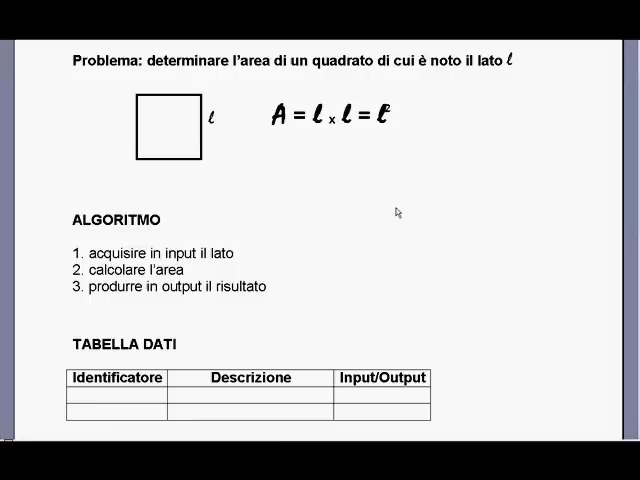 Problema: determinare l'area di un quadrato di cui è noto il lato l
l
A = l x l = l²
ALGORITMO
1. acquisire in input il lato
2. calcolare l'area
3. produrre in output il risultato
TABELLA DATI
Identificatore Descrizione Input/Output